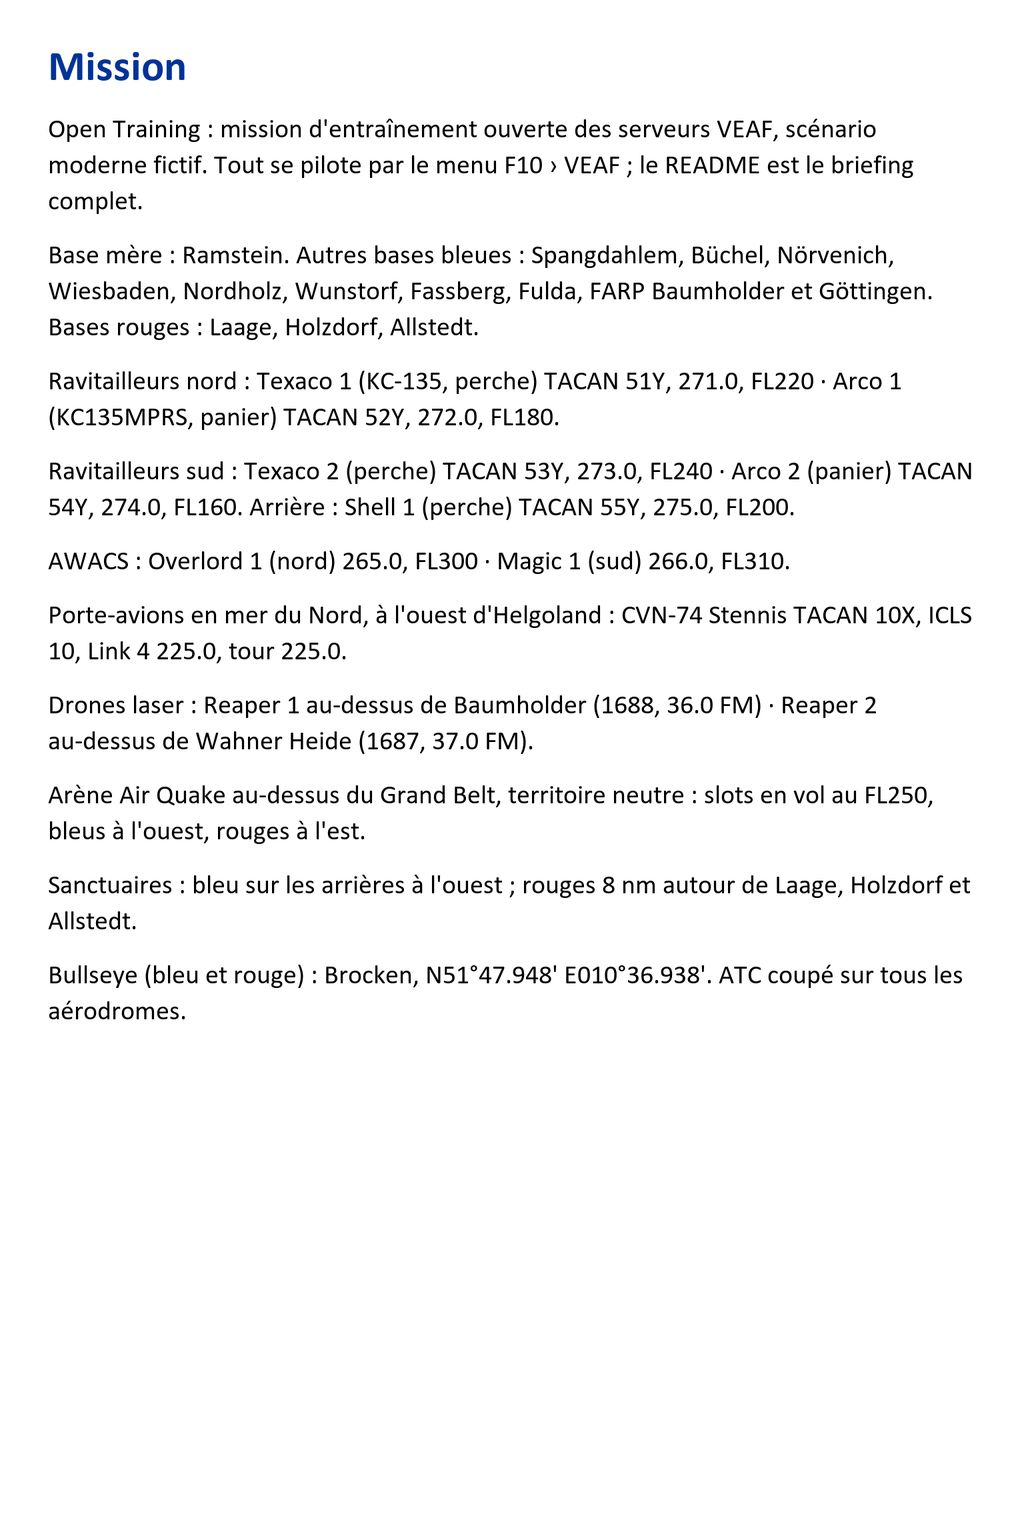 Mission
Open Training : mission d'entraînement ouverte des serveurs VEAF, scénario
moderne fictif. Tout se pilote par le menu F10 › VEAF ; le README est le briefing
complet.
Base mère : Ramstein. Autres bases bleues : Spangdahlem, Büchel, Nörvenich,
Wiesbaden, Nordholz, Wunstorf, Fassberg, Fulda, FARP Baumholder et Göttingen.
Bases rouges : Laage, Holzdorf, Allstedt.
Ravitailleurs nord : Texaco 1 (KC-135, perche) TACAN 51Y, 271.0, FL220 · Arco 1
(KC135MPRS, panier) TACAN 52Y, 272.0, FL180.
Ravitailleurs sud : Texaco 2 (perche) TACAN 53Y, 273.0, FL240 · Arco 2 (panier) TACAN
54Y, 274.0, FL160. Arrière : Shell 1 (perche) TACAN 55Y, 275.0, FL200.
AWACS : Overlord 1 (nord) 265.0, FL300 · Magic 1 (sud) 266.0, FL310.
Porte-avions en mer du Nord, à l'ouest d'Helgoland : CVN-74 Stennis TACAN 10X, ICLS
10, Link 4 225.0, tour 225.0.
Drones laser : Reaper 1 au-dessus de Baumholder (1688, 36.0 FM) · Reaper 2
au-dessus de Wahner Heide (1687, 37.0 FM).
Arène Air Quake au-dessus du Grand Belt, territoire neutre : slots en vol au FL250,
bleus à l'ouest, rouges à l'est.
Sanctuaires : bleu sur les arrières à l'ouest ; rouges 8 nm autour de Laage, Holzdorf et
Allstedt.
Bullseye (bleu et rouge) : Brocken, N51°47.948' E010°36.938'. ATC coupé sur tous les
aérodromes.